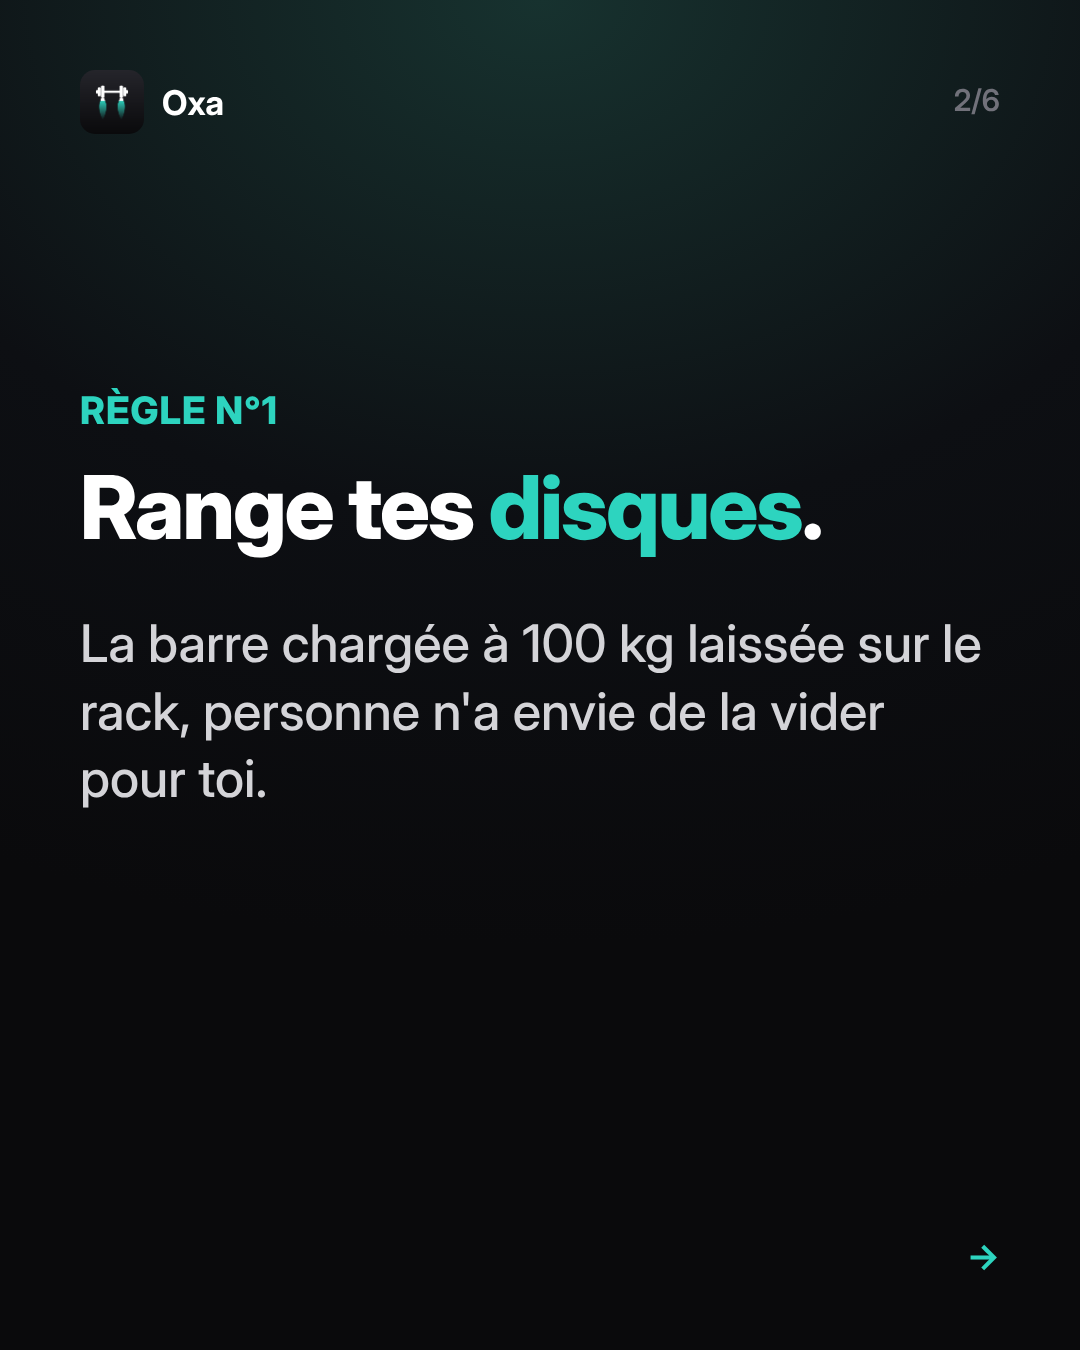 Oxa
2/6
RÈGLE N°1
Range tes disques.
La barre chargée à 100 kg laissée sur le
rack, personne n'a envie de la vider
pour toi.
→